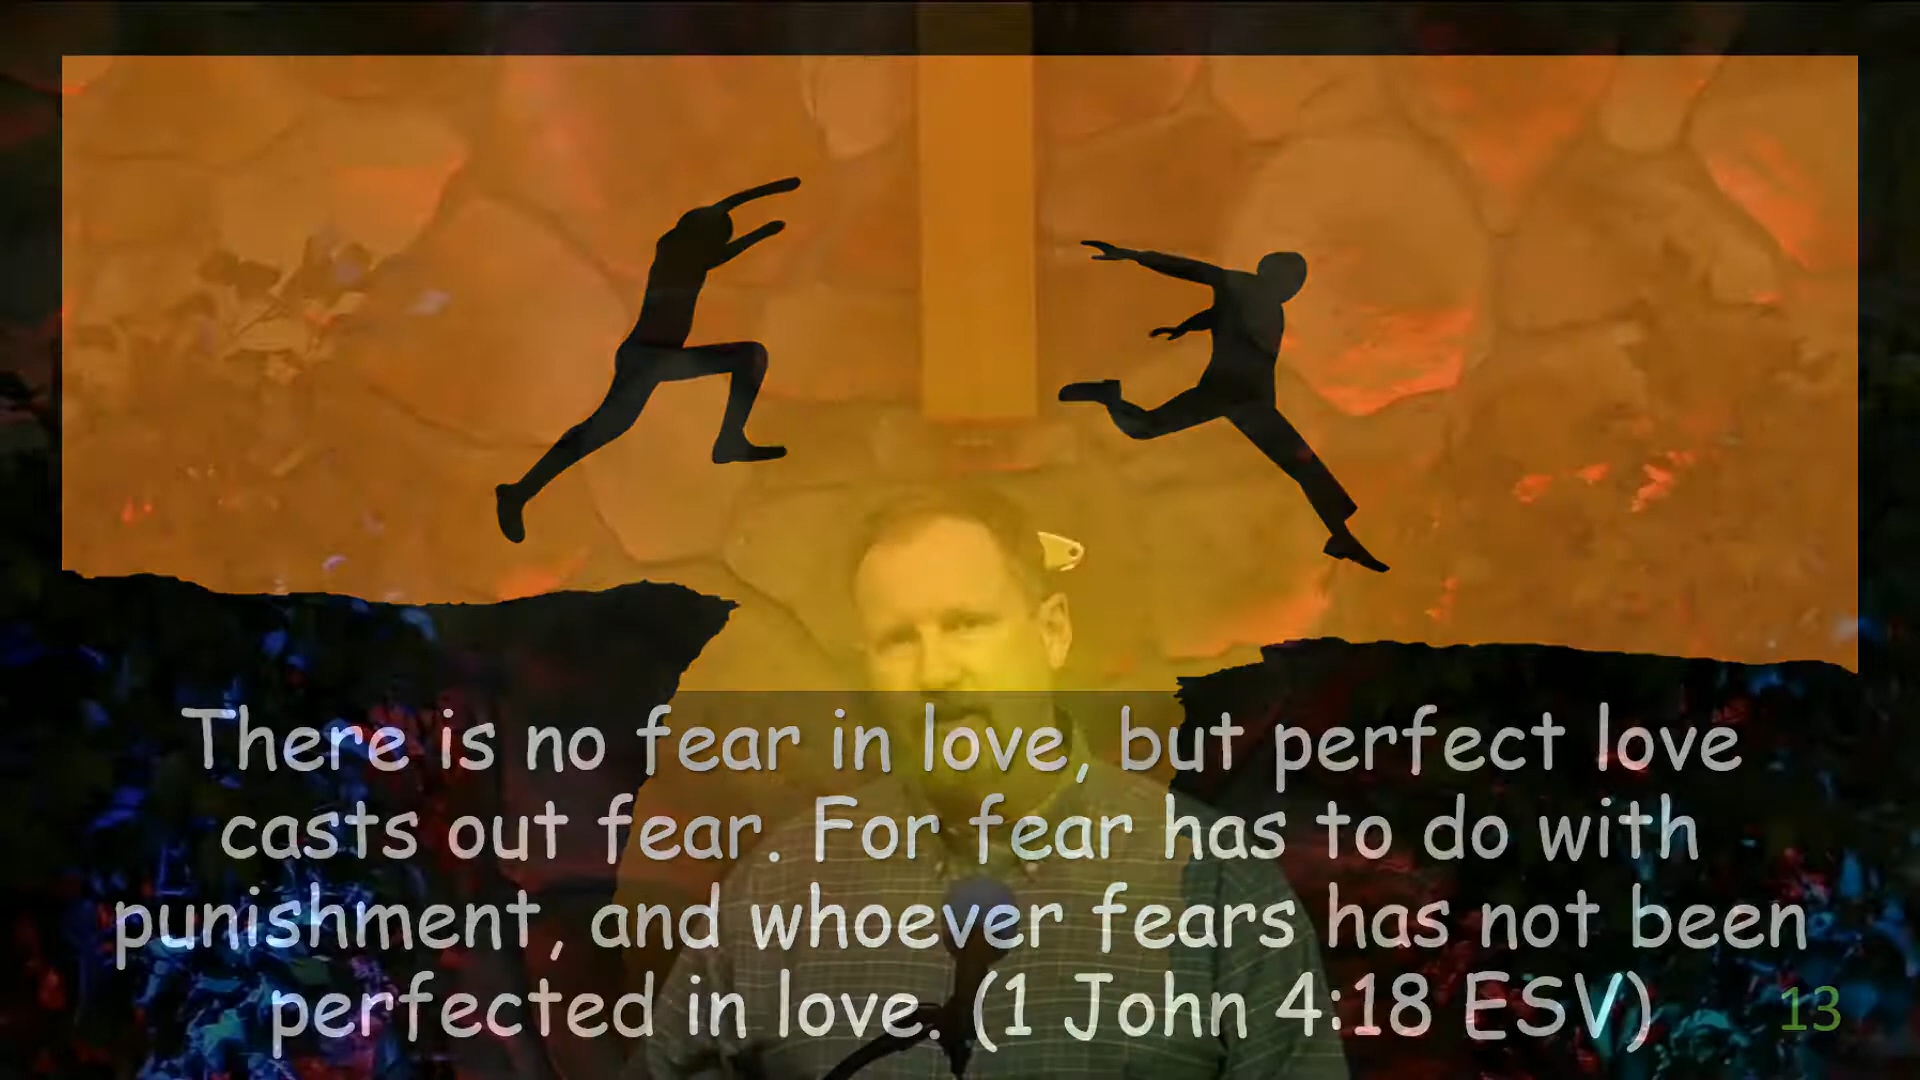 There is no fear in love, but perfect love
casts out fear. For fear has to do with
punishment, and whoever fears has not been
perfected in love. (1 John 4:18 ESV)
13